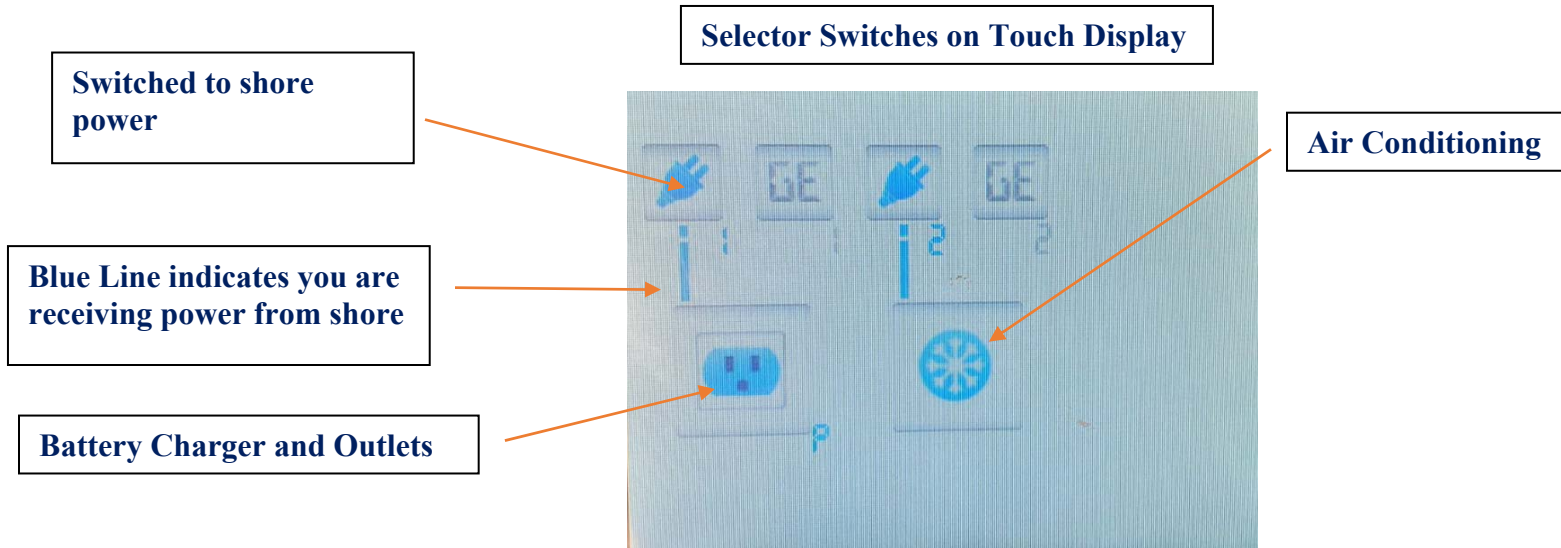 Selector Switches on Touch Display
Switched to shore
power
Air Conditioning
GE GE
1 1 2 2
Blue Line indicates you are
receiving power from shore
Battery Charger and Outlets
P